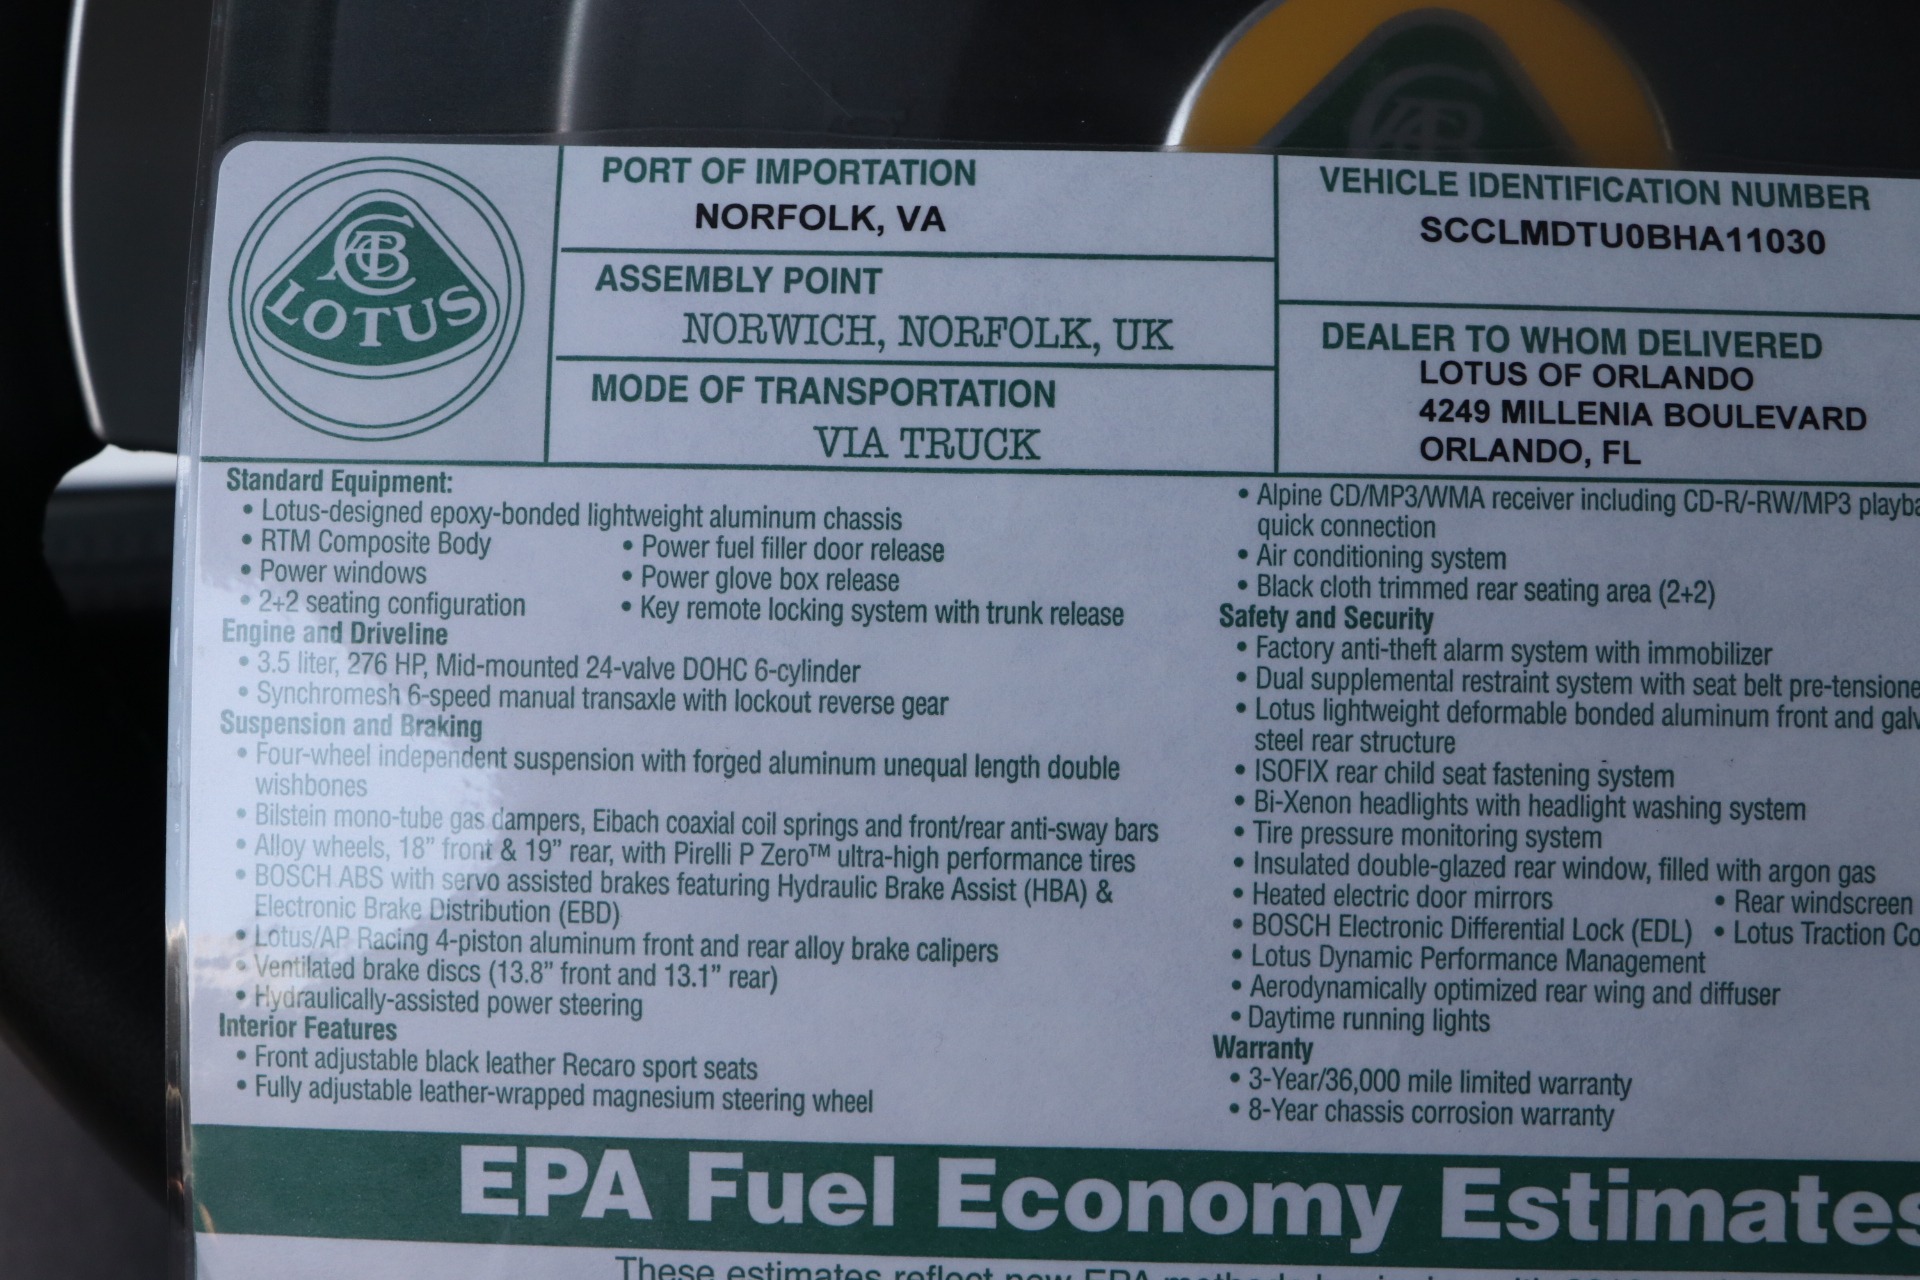 LOTUS
PORT OF IMPORTATION
NORFOLK, VA
ASSEMBLY POINT
NORWICH, NORFOLK, UK
MODE OF TRANSPORTATION
VIA TRUCK
VEHICLE IDENTIFICATION NUMBER
SCCLMDTU0BHA11030
DEALER TO WHOM DELIVERED
LOTUS OF ORLANDO
4249 MILLENIA BOULEVARD
ORLANDO, FL
Standard Equipment:
• Lotus-designed epoxy-bonded lightweight aluminum chassis
• RTM Composite Body • Power fuel filler door release
• Power windows • Power glove box release
• 2+2 seating configuration • Key remote locking system with trunk release
Engine and Driveline
• 3.5 liter, 276 HP, Mid-mounted 24-valve DOHC 6-cylinder
• Synchromesh 6-speed manual transaxle with lockout reverse gear
Suspension and Braking
• Four-wheel independent suspension with forged aluminum unequal length double
wishbones
• Bilstein mono-tube gas dampers, Eibach coaxial coil springs and front/rear anti-sway bars
• Alloy wheels, 18” front & 19” rear, with Pirelli P Zero™ ultra-high performance tires
• BOSCH ABS with servo assisted brakes featuring Hydraulic Brake Assist (HBA) &
Electronic Brake Distribution (EBD)
• Lotus/AP Racing 4-piston aluminum front and rear alloy brake calipers
• Ventilated brake discs (13.8” front and 13.1” rear)
• Hydraulically-assisted power steering
Interior Features
• Front adjustable black leather Recaro sport seats
• Fully adjustable leather-wrapped magnesium steering wheel
• Alpine CD/MP3/WMA receiver including CD-R/-RW/MP3 playba
quick connection
• Air conditioning system
• Black cloth trimmed rear seating area (2+2)
Safety and Security
• Factory anti-theft alarm system with immobilizer
• Dual supplemental restraint system with seat belt pre-tensione
• Lotus lightweight deformable bonded aluminum front and galv
steel rear structure
• ISOFIX rear child seat fastening system
• Bi-Xenon headlights with headlight washing system
• Tire pressure monitoring system
• Insulated double-glazed rear window, filled with argon gas
• Heated electric door mirrors • Rear windscreen
• BOSCH Electronic Differential Lock (EDL) • Lotus Traction Co
• Lotus Dynamic Performance Management
• Aerodynamically optimized rear wing and diffuser
• Daytime running lights
Warranty
• 3-Year/36,000 mile limited warranty
• 8-Year chassis corrosion warranty
EPA Fuel Economy Estimates
These estimates reflect new EPA methods